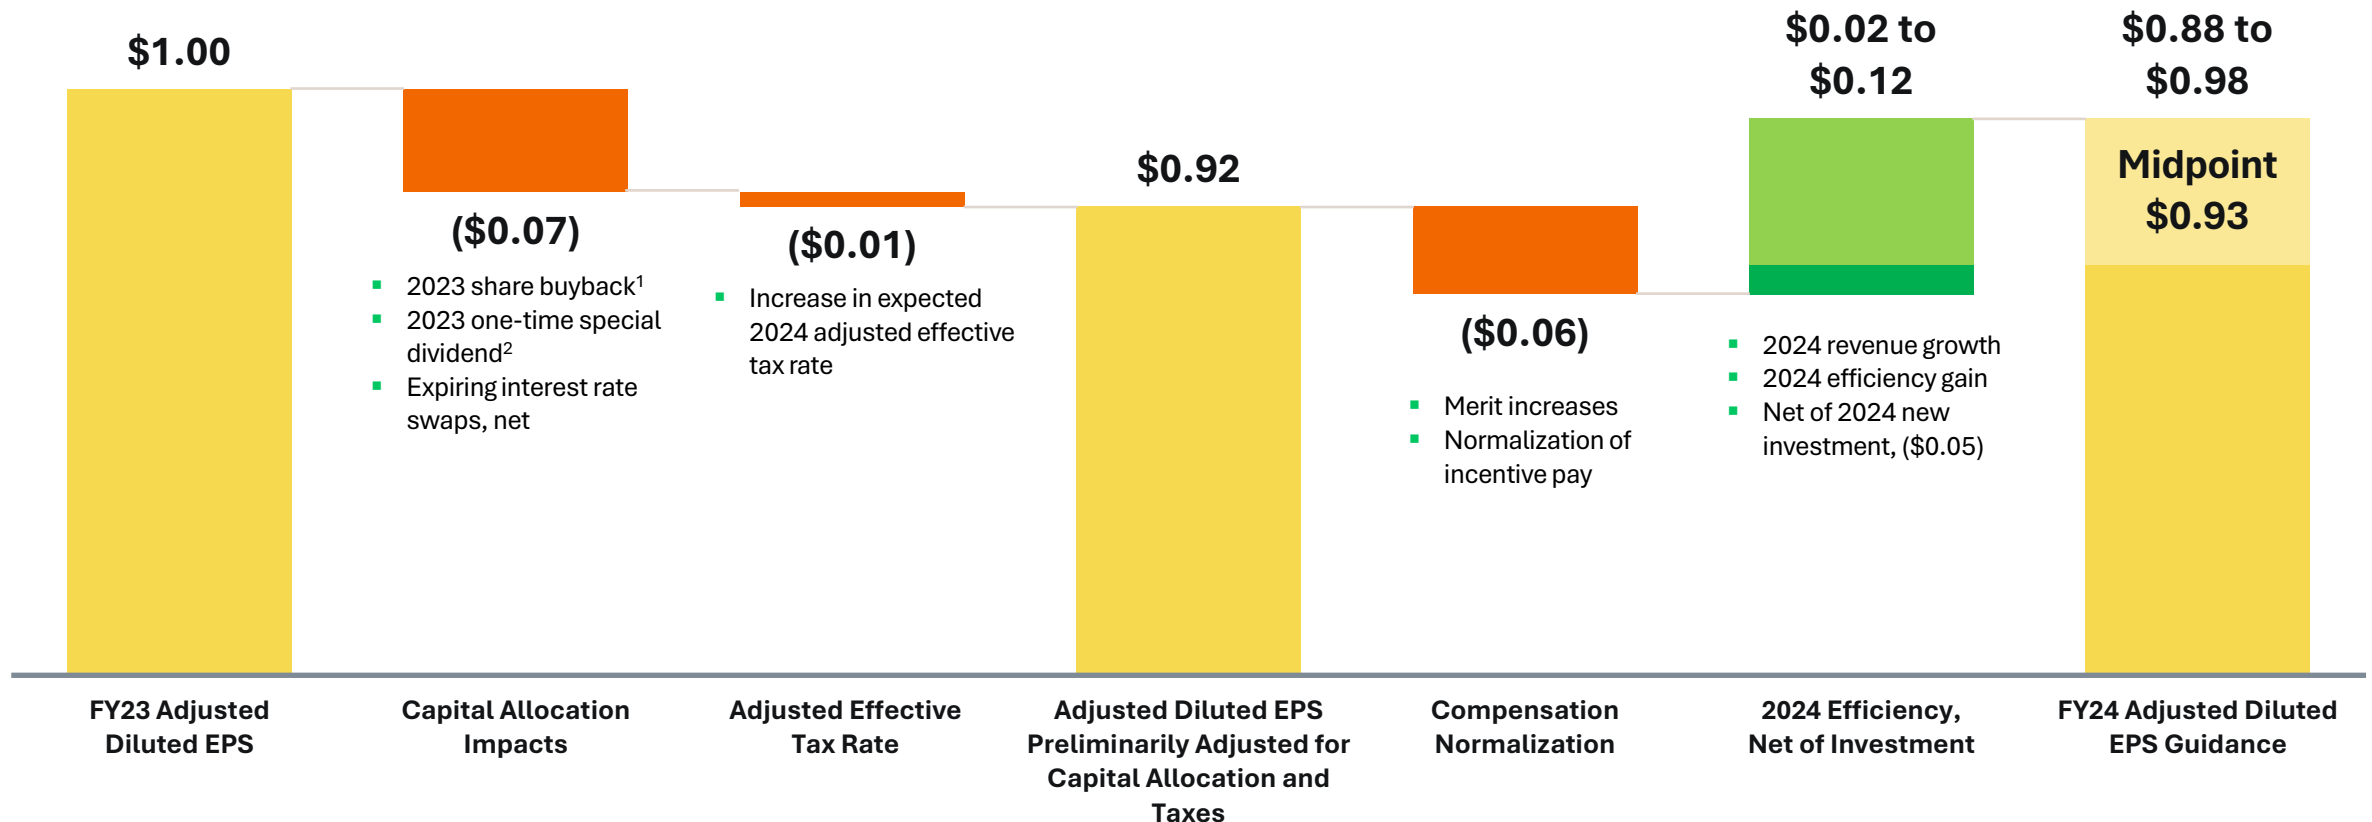 $1.00
($0.07)
▪ 2023 share buyback¹
▪ 2023 one-time special
dividend²
▪ Expiring interest rate
swaps, net
($0.01)
▪ Increase in expected
2024 adjusted effective
tax rate
$0.92
($0.06)
▪ Merit increases
▪ Normalization of
incentive pay
$0.02 to
$0.12
▪ 2024 revenue growth
▪ 2024 efficiency gain
▪ Net of 2024 new
investment, ($0.05)
$0.88 to
$0.98
Midpoint
$0.93
FY23 Adjusted
Diluted EPS
Capital Allocation
Impacts
Adjusted Effective
Tax Rate
Adjusted Diluted EPS
Preliminarily Adjusted for
Capital Allocation and
Taxes
Compensation
Normalization
2024 Efficiency,
Net of Investment
FY24 Adjusted Diluted
EPS Guidance